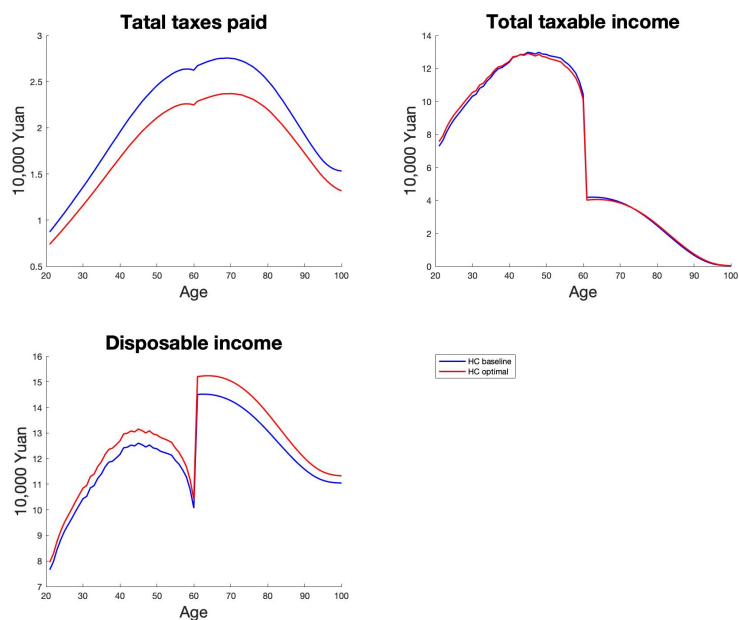 Tatal taxes paid
3
2.5
2
1.5
1
0.5
10,000 Yuan
20 30 40 50 60 70 80 90 100
Age
Total taxable income
14
12
10
8
6
4
2
0
10,000 Yuan
20 30 40 50 60 70 80 90 100
Age
Disposable income
16
15
14
13
12
11
10
9
8
7
10,000 Yuan
20 30 40 50 60 70 80 90 100
Age
HC baseline
HC optimal